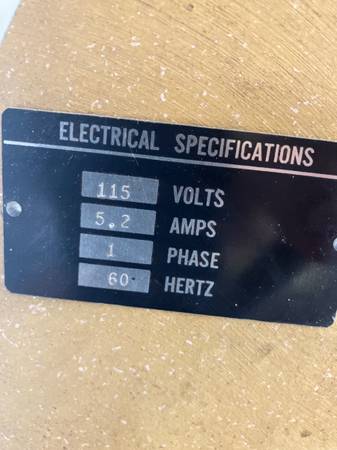 ELECTRICAL SPECIFICATIONS
115 VOLTS
5.2 AMPS
1 PHASE
60 HERTZ